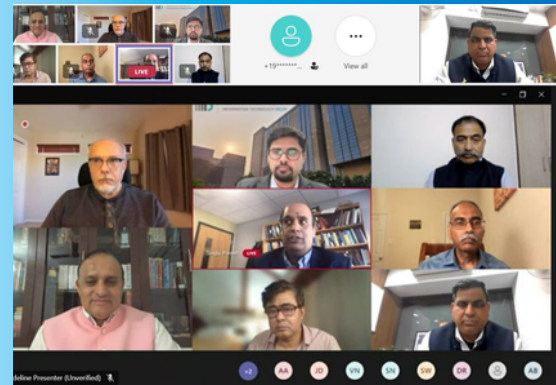 LIVE
+19********
View all
INFORMATION TECHNOLOGY
LIVE
deline Presenter (Unverified)
+2
AA
JD
VN
SN
SW
DR
AB